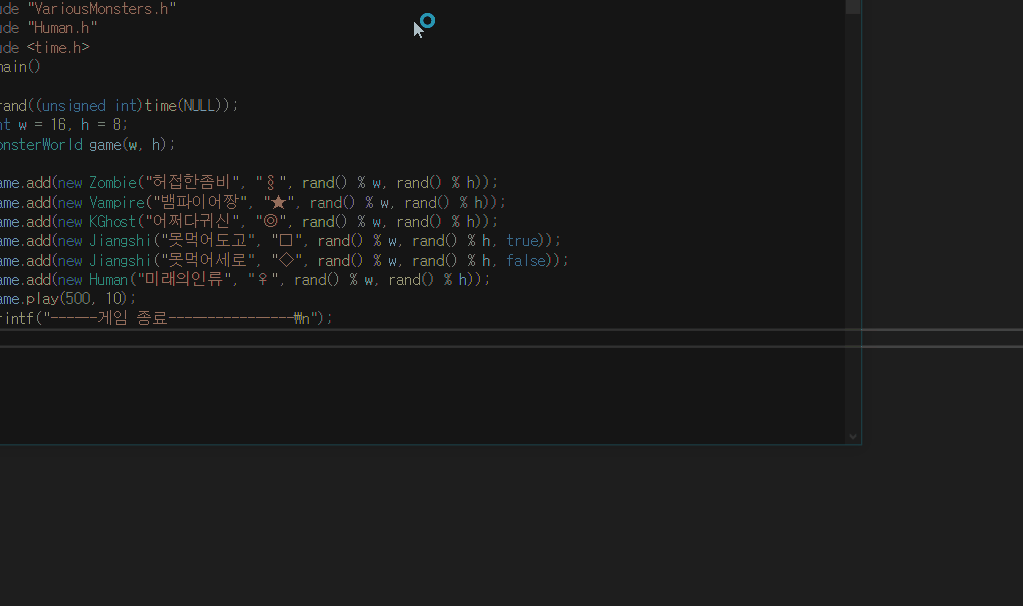 ude "VariousMonsters.h"
ude "Human.h"
ude <time.h>
main()
rand((unsigned int)time(NULL));
nt w = 16, h = 8;
onsterWorld game(w, h);
ame.add(new Zombie("허접한좀비", "§", rand() % w, rand() % h));
ame.add(new Vampire("뱀파이어짱", "★", rand() % w, rand() % h));
ame.add(new KGhost("어쩌다귀신", "◎", rand() % w, rand() % h));
ame.add(new Jiangshi("못먹어도고", "□", rand() % w, rand() % h, true));
ame.add(new Jiangshi("못먹어세로", "◇", rand() % w, rand() % h, false));
ame.add(new Human("미래의인류", "♀", rand() % w, rand() % h));
ame.play(500, 10);
rintf("------게임 종료----------------₩n");